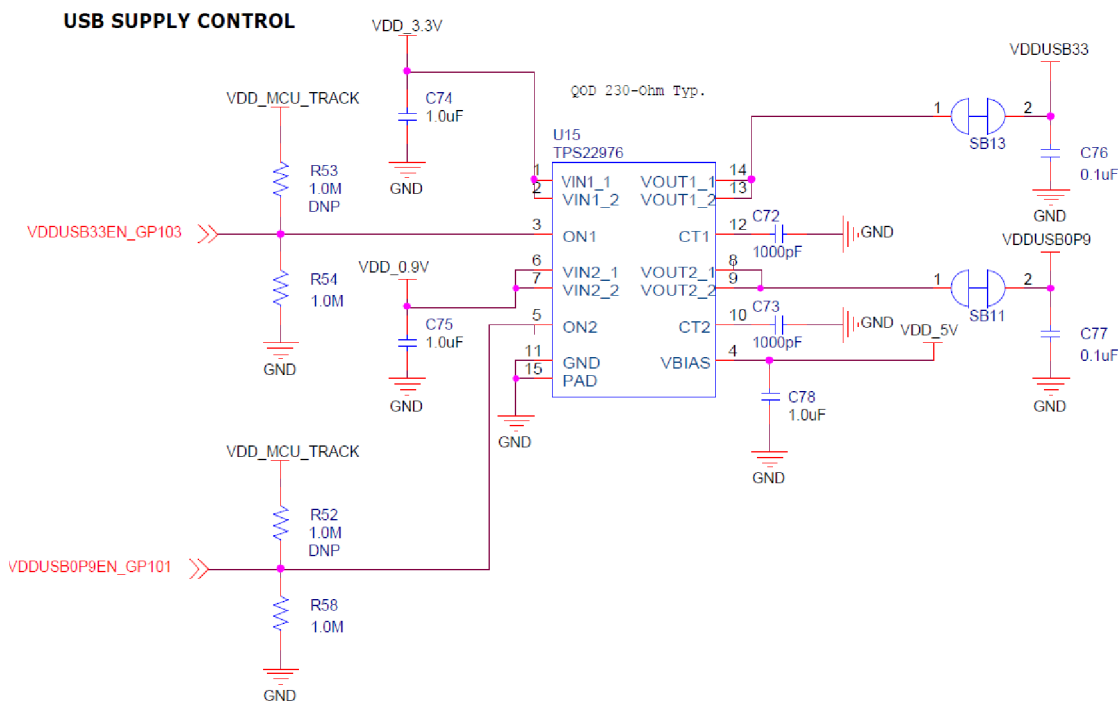 USB SUPPLY CONTROL
VDD_3.3V
VDDUSB33
VDD_MCU_TRACK
C74
1.0uF
QOD 230-Ohm Typ.
1
2
SB13
C76
0.1uF
GND
U15
TPS22976
R53
1.0M
DNP
GND
1
VIN1_1
VOUT1_1
14
2
VIN1_2
VOUT1_2
13
VDDUSB33EN_GP103
3
ON1
CT1
12
C72
1000pF
GND
VDDUSB0P9
R54
1.0M
GND
VDD_0.9V
6
VIN2_1
VOUT2_1
8
7
VIN2_2
VOUT2_2
9
1
2
SB11
C75
1.0uF
GND
5
ON2
CT2
10
C73
1000pF
GND
VDD_5V
C77
0.1uF
GND
11
GND
VBIAS
4
15
PAD
GND
C78
1.0uF
GND
VDD_MCU_TRACK
R52
1.0M
DNP
VDDUSB0P9EN_GP101
R58
1.0M
GND